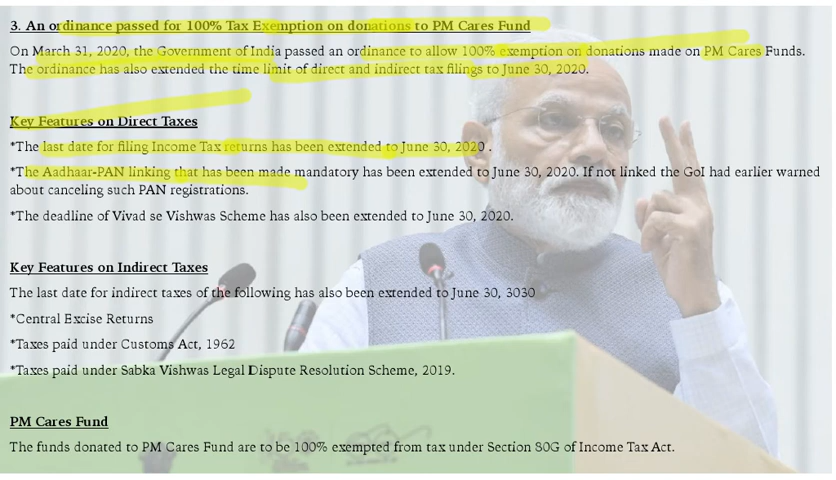 3. An ordinance passed for 100% Tax Exemption on donations to PM Cares Fund
On March 31, 2020, the Government of India passed an ordinance to allow 100% exemption on donations made on PM Cares Funds.
The ordinance has also extended the time limit of direct and indirect tax filings to June 30, 2020.
Key Features on Direct Taxes
*The last date for filing Income Tax returns has been extended to June 30, 2020 .
*The Aadhaar-PAN linking that has been made mandatory has been extended to June 30, 2020. If not linked the GoI had earlier warned
about canceling such PAN registrations.
*The deadline of Vivad se Vishwas Scheme has also been extended to June 30, 2020.
Key Features on Indirect Taxes
The last date for indirect taxes of the following has also been extended to June 30, 3030
*Central Excise Returns
*Taxes paid under Customs Act, 1962
*Taxes paid under Sabka Vishwas Legal Dispute Resolution Scheme, 2019.
PM Cares Fund
The funds donated to PM Cares Fund are to be 100% exempted from tax under Section 80G of Income Tax Act.